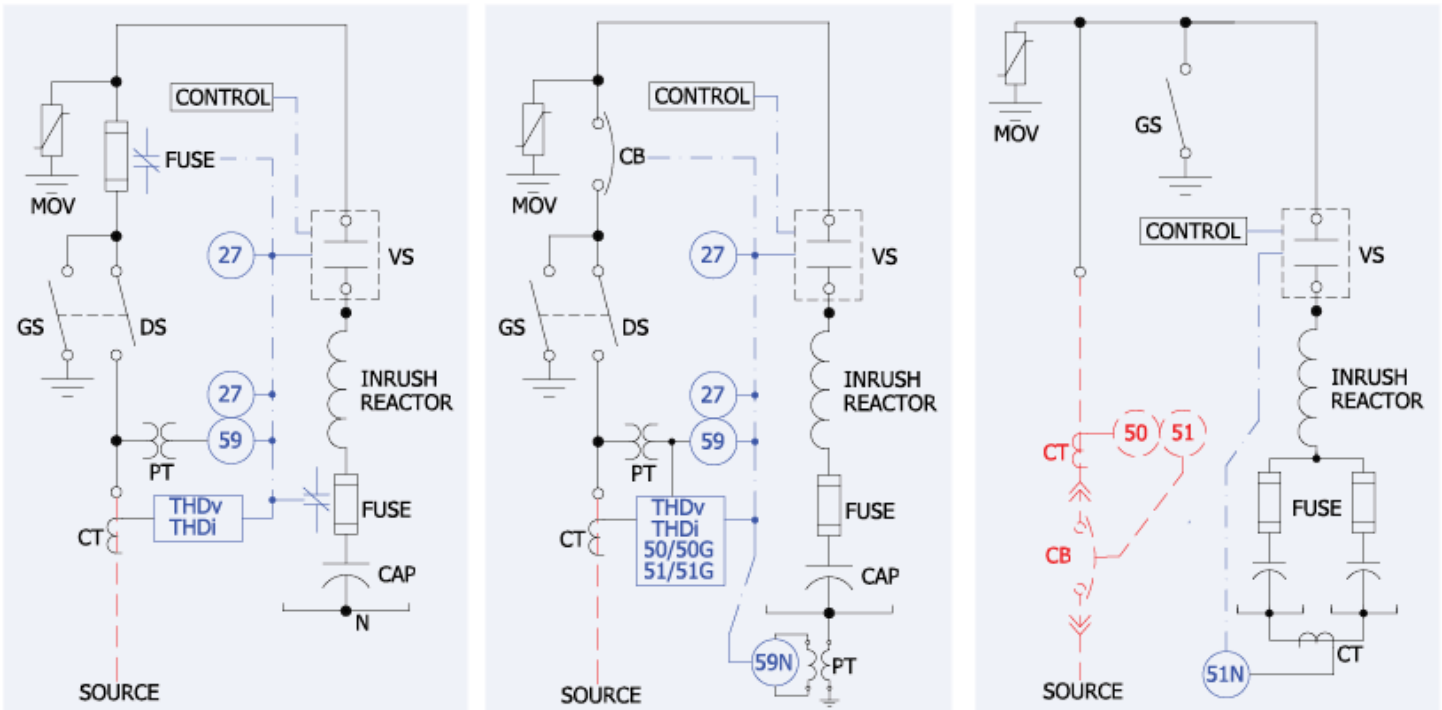 CONTROL
FUSE
MOV
27
VS
GS
DS
27
INRUSH
REACTOR
59
PT
THDv
THDi
FUSE
CT
CAP
N
SOURCE
CONTROL
CB
MOV
27
VS
GS
DS
27
INRUSH
REACTOR
59
PT
THDv
THDi
50/50G
51/51G
FUSE
CT
CAP
59N
PT
SOURCE
MOV
GS
CONTROL
VS
INRUSH
REACTOR
50
51
CT
FUSE
CB
CT
51N
SOURCE